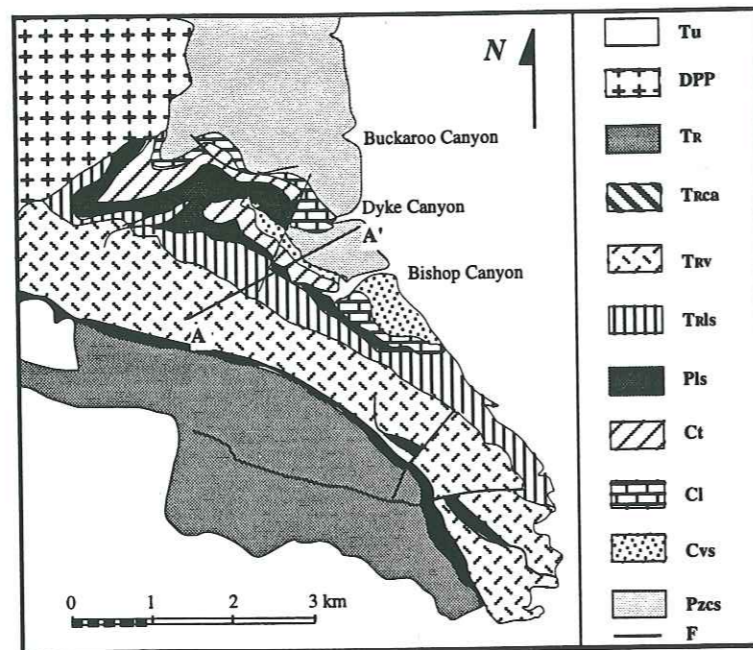 N
Buckaroo Canyon
Dyke Canyon
A'
Bishop Canyon
A
0 1 2 3 km
Tu
DPP
TR
TRca
TRv
TRls
Pls
Ct
Cl
Cvs
Pzcs
F